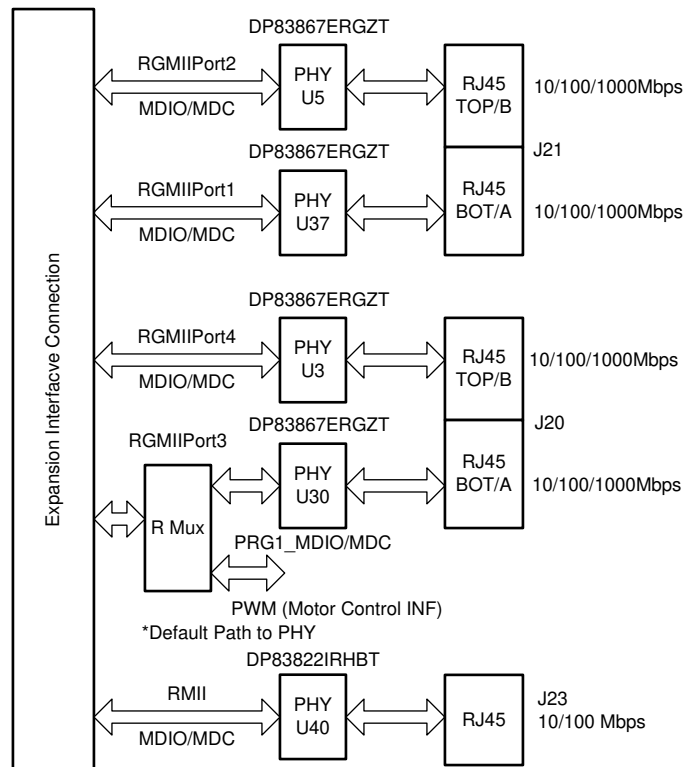 Expansion Interfacve Connection
DP83867ERGZT
RGMIIPort2
MDIO/MDC
PHY
U5
RJ45
TOP/B
10/100/1000Mbps
J21
DP83867ERGZT
RGMIIPort1
MDIO/MDC
PHY
U37
RJ45
BOT/A
10/100/1000Mbps
DP83867ERGZT
RGMIIPort4
MDIO/MDC
PHY
U3
RJ45
TOP/B
10/100/1000Mbps
J20
DP83867ERGZT
RGMIIPort3
R Mux
PHY
U30
RJ45
BOT/A
10/100/1000Mbps
PRG1_MDIO/MDC
PWM (Motor Control INF)
*Default Path to PHY
DP83822IRHBT
RMII
MDIO/MDC
PHY
U40
RJ45
J23
10/100 Mbps